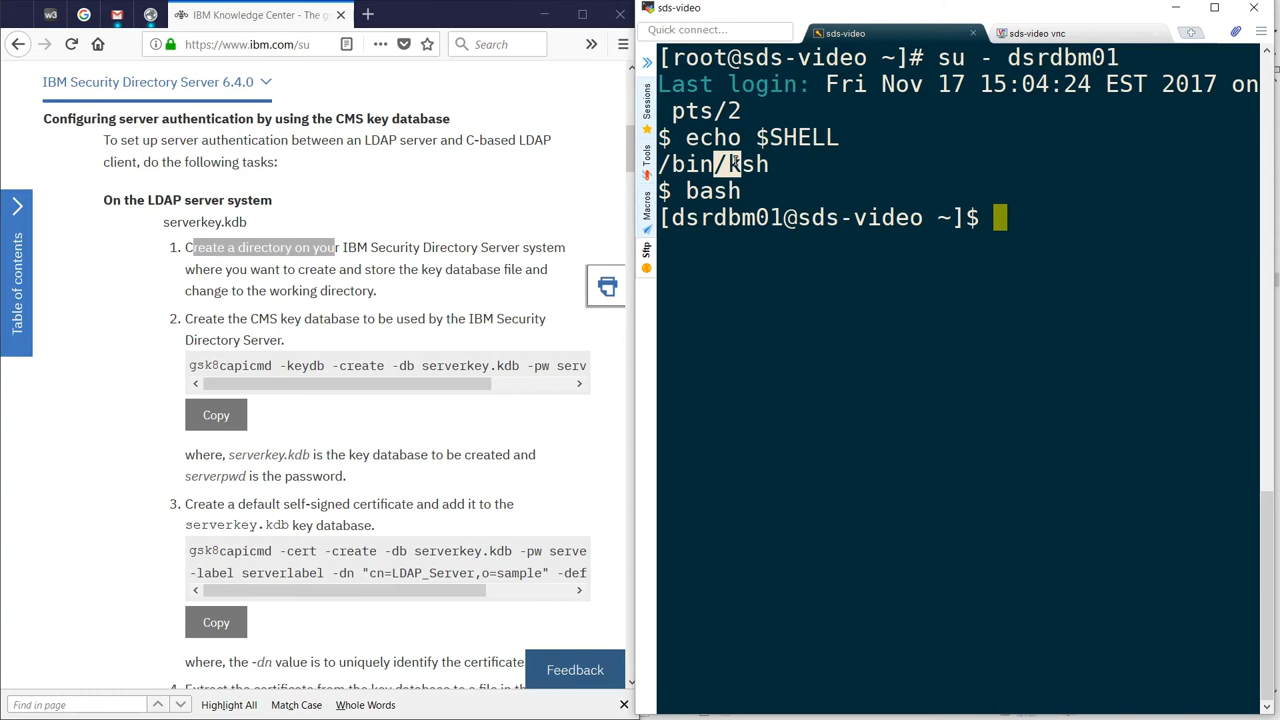 IBM Knowledge Center - IBM
https://www.ibm.com/su
Search
IBM Security Directory Server 6.4.0
Configuring server authentication by using the CMS key database
To set up server authentication between an LDAP server and C-based LDAP
client, do the following tasks:
On the LDAP server system
serverkey.kdb
1. Create a directory on your IBM Security Directory Server system
where you want to create and store the key database file and
change to the working directory.
2. Create the CMS key database to be used by the IBM Security
Directory Server.
gsk8capicmd -keydb -create -db serverkey.kdb -pw serv
Copy
where, serverkey.kdb is the key database to be created and
serverpwd is the password.
3. Create a default self-signed certificate and add it to the
serverkey.kdb key database.
gsk8capicmd -cert -create -db serverkey.kdb -pw serve
-label serverlabel -dn "cn=LDAP_Server,o=sample" -def
Copy
where, the -dn value is to uniquely identify the certificate
Table of contents
Feedback
Find in page
Highlight All
Match Case
Whole Words
sds-video
Quick connect...
sds-video
sds-video vnc
Sessions
Tools
Macros
Sftp
[root@sds-video ~]# su - dsrdbm01
Last login: Fri Nov 17 15:04:24 EST 2017 on
pts/2
$ echo $SHELL
/bin/ksh
$ bash
[dsrdbm01@sds-video ~]$